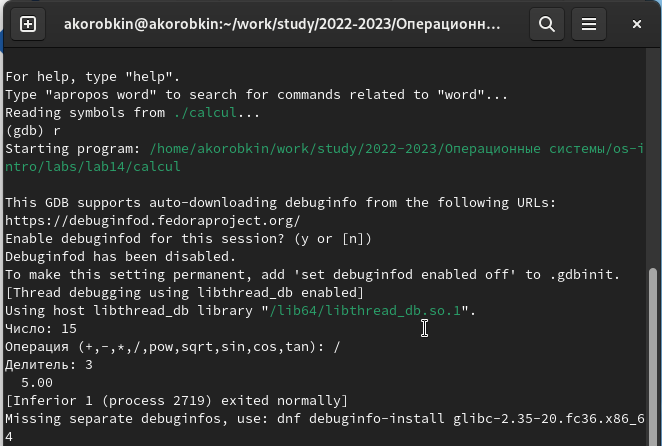 akorobkin@akorobkin:~/work/study/2022-2023/Операционн...
For help, type "help".
Type "apropos word" to search for commands related to "word"...
Reading symbols from ./calcul...
(gdb) r
Starting program: /home/akorobkin/work/study/2022-2023/Операционные системы/os-i
ntro/labs/lab14/calcul
This GDB supports auto-downloading debuginfo from the following URLs:
https://debuginfod.fedoraproject.org/
Enable debuginfod for this session? (y or [n])
Debuginfod has been disabled.
To make this setting permanent, add 'set debuginfod enabled off' to .gdbinit.
[Thread debugging using libthread_db enabled]
Using host libthread_db library "/lib64/libthread_db.so.1".
Число: 15
Операция (+,-,*,/,pow,sqrt,sin,cos,tan): /
Делитель: 3
  5.00
[Inferior 1 (process 2719) exited normally]
Missing separate debuginfos, use: dnf debuginfo-install glibc-2.35-20.fc36.x86_6
4